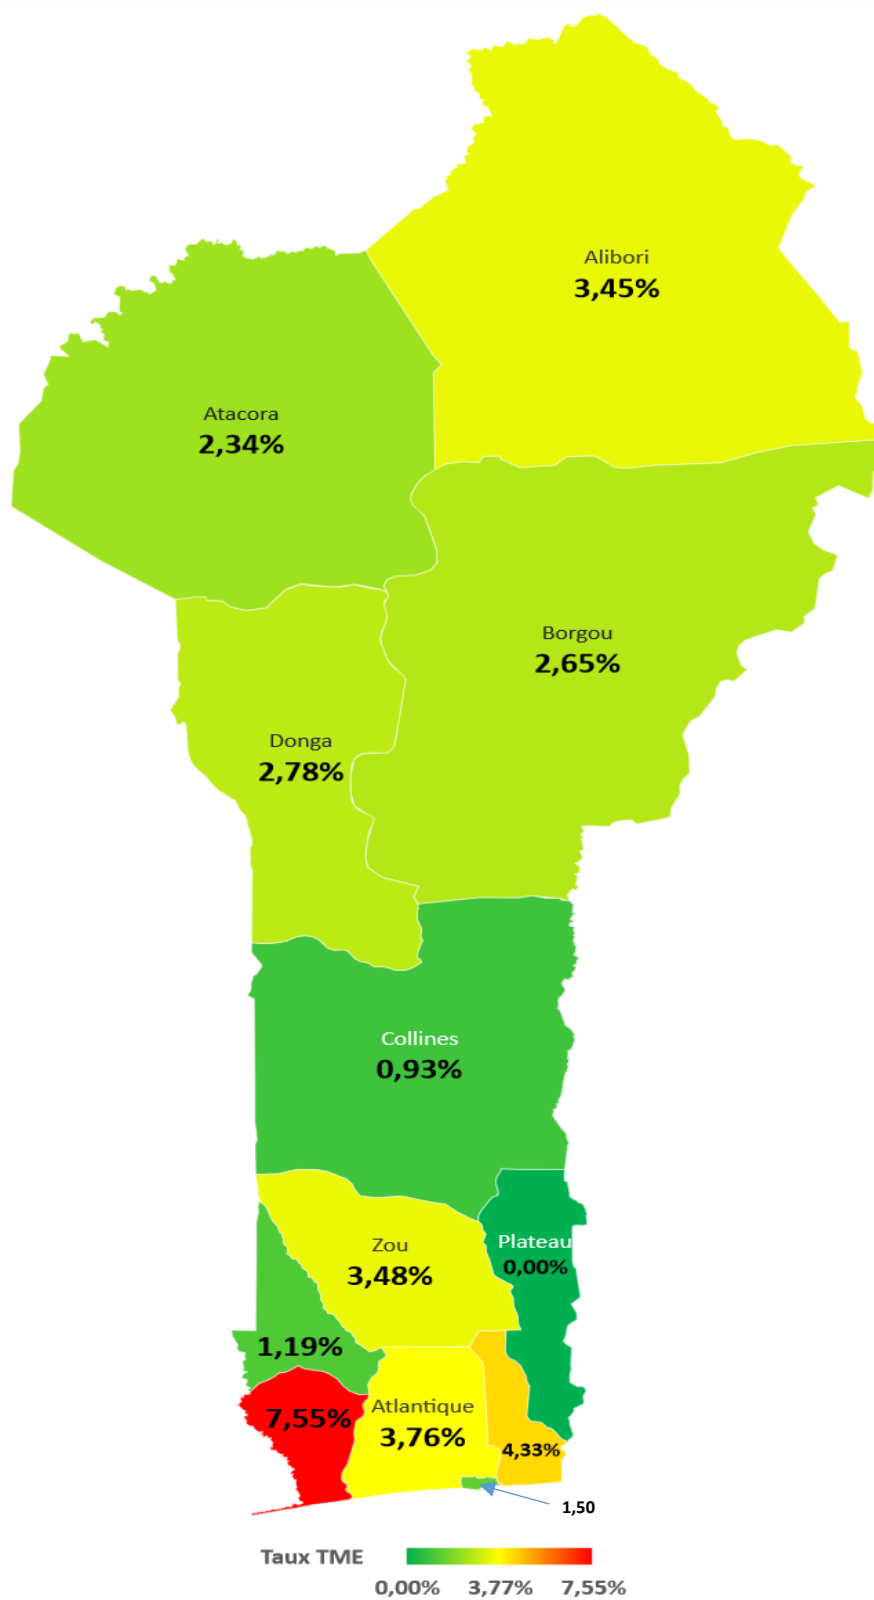 Alibori
3,45%
Atacora
2,34%
Borgou
2,65%
Donga
2,78%
Collines
0,93%
Plateau
0,00%
Zou
3,48%
1,19%
Atlantique
3,76%
7,55%
4,33%
1,50
Taux TME
0,00% 3,77% 7,55%